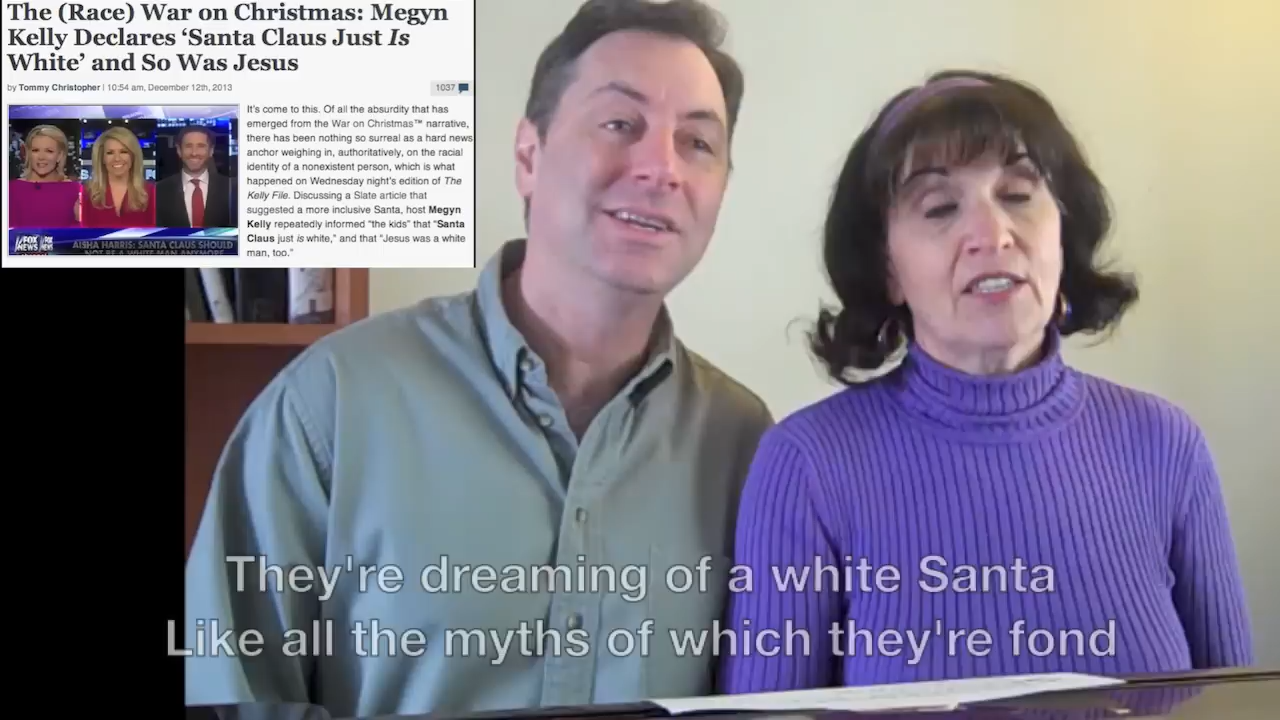 The (Race) War on Christmas: Megyn
Kelly Declares ‘Santa Claus Just Is
White’ and So Was Jesus
by Tommy Christopher | 10:54 am, December 12th, 2013
1037
It's come to this. Of all the absurdity that has
emerged from the War on Christmas™ narrative,
there has been nothing so surreal as a hard news
anchor weighing in, authoritatively, on the racial
identity of a nonexistent person, which is what
happened on Wednesday night's edition of The
Kelly File. Discussing a Slate article that
suggested a more inclusive Santa, host Megyn
Kelly repeatedly informed “the kids” that “Santa
Claus just is white,” and that “Jesus was a white
man, too.”
FOX
NEWS
AISHA HARRIS: SANTA CLAUS SHOULD
NOT BE A WHITE MAN ANYMORE
They're dreaming of a white Santa
Like all the myths of which they're fond